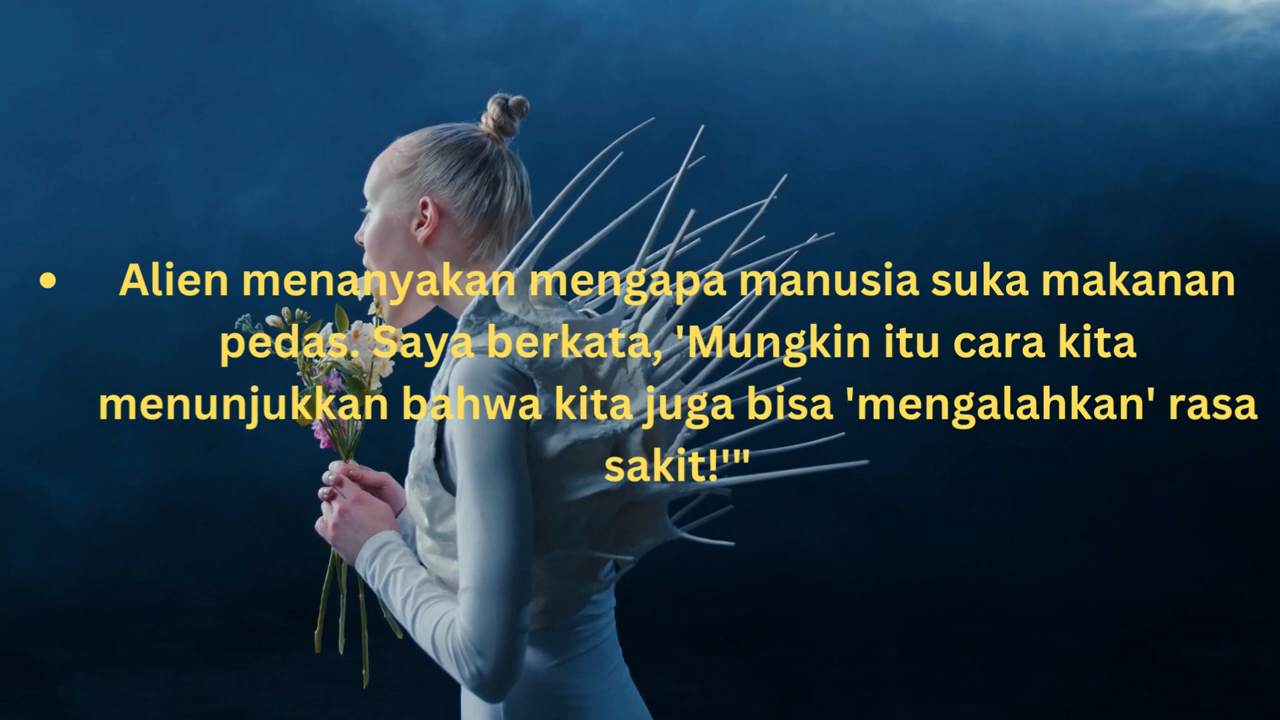 • Alien menanyakan mengapa manusia suka makanan
pedas. Saya berkata, 'Mungkin itu cara kita
menunjukkan bahwa kita juga bisa 'mengalahkan' rasa
sakit!'"